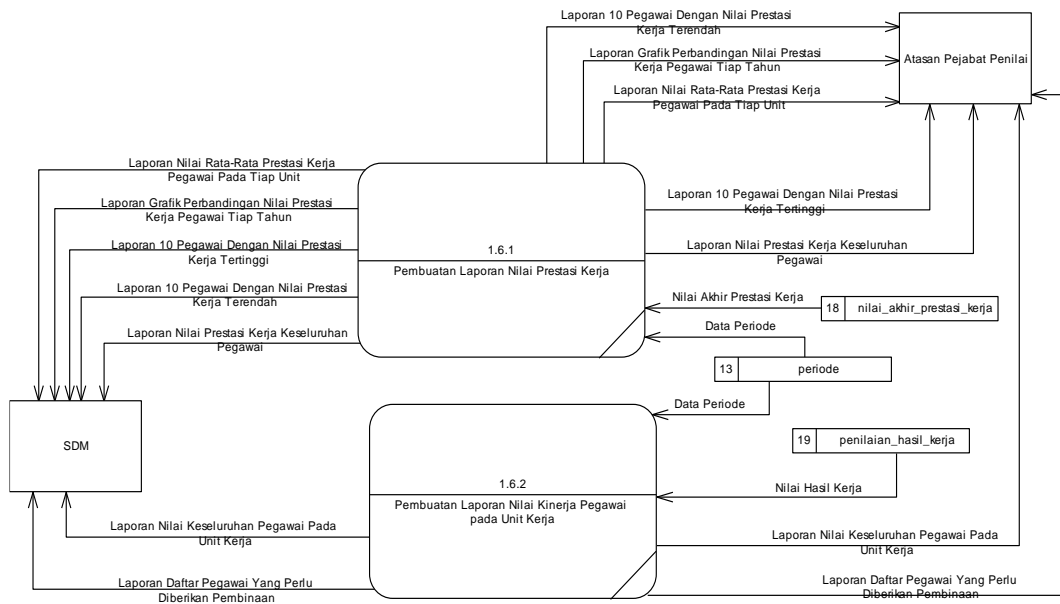 Laporan 10 Pegawai Dengan Nilai Prestasi
Kerja Terendah
Laporan Grafik Perbandingan Nilai Prestasi
Kerja Pegawai Tiap Tahun
Laporan Nilai Rata-Rata Prestasi Kerja
Pegawai Pada Tiap Unit
Atasan Pejabat Penilai
Laporan Nilai Rata-Rata Prestasi Kerja
Pegawai Pada Tiap Unit
Laporan Grafik Perbandingan Nilai Prestasi
Kerja Pegawai Tiap Tahun
Laporan 10 Pegawai Dengan Nilai Prestasi
Kerja Tertinggi
Laporan 10 Pegawai Dengan Nilai Prestasi
Kerja Terendah
Laporan Nilai Prestasi Kerja Keseluruhan
Pegawai
1.6.1
Pembuatan Laporan Nilai Prestasi Kerja
Laporan 10 Pegawai Dengan Nilai Prestasi
Kerja Tertinggi
Laporan Nilai Prestasi Kerja Keseluruhan
Pegawai
Nilai Akhir Prestasi Kerja
18 nilai_akhir_prestasi_kerja
Data Periode
13 periode
Data Periode
SDM
19 penilaian_hasil_kerja
1.6.2
Pembuatan Laporan Nilai Kinerja Pegawai
pada Unit Kerja
Nilai Hasil Kerja
Laporan Nilai Keseluruhan Pegawai Pada
Unit Kerja
Laporan Nilai Keseluruhan Pegawai Pada
Unit Kerja
Laporan Daftar Pegawai Yang Perlu
Diberikan Pembinaan
Laporan Daftar Pegawai Yang Perlu
Diberikan Pembinaan